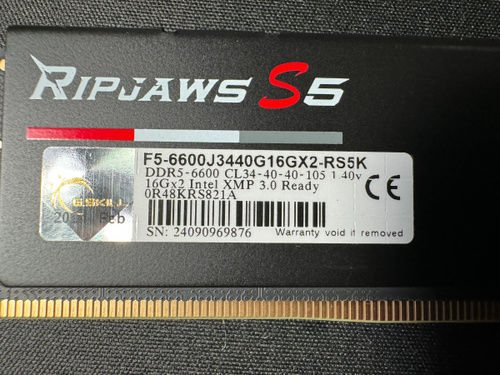 RIPJAWS S5
F5-6600J3440G16GX2-RS5K
DDR5-6600 CL34-40-40-105 1.40v
16Gx2 Intel XMP 3.0 Ready
0R48KRS821A
CE
G.SKILL
Feb
SN: 24090969876
Warranty void if removed